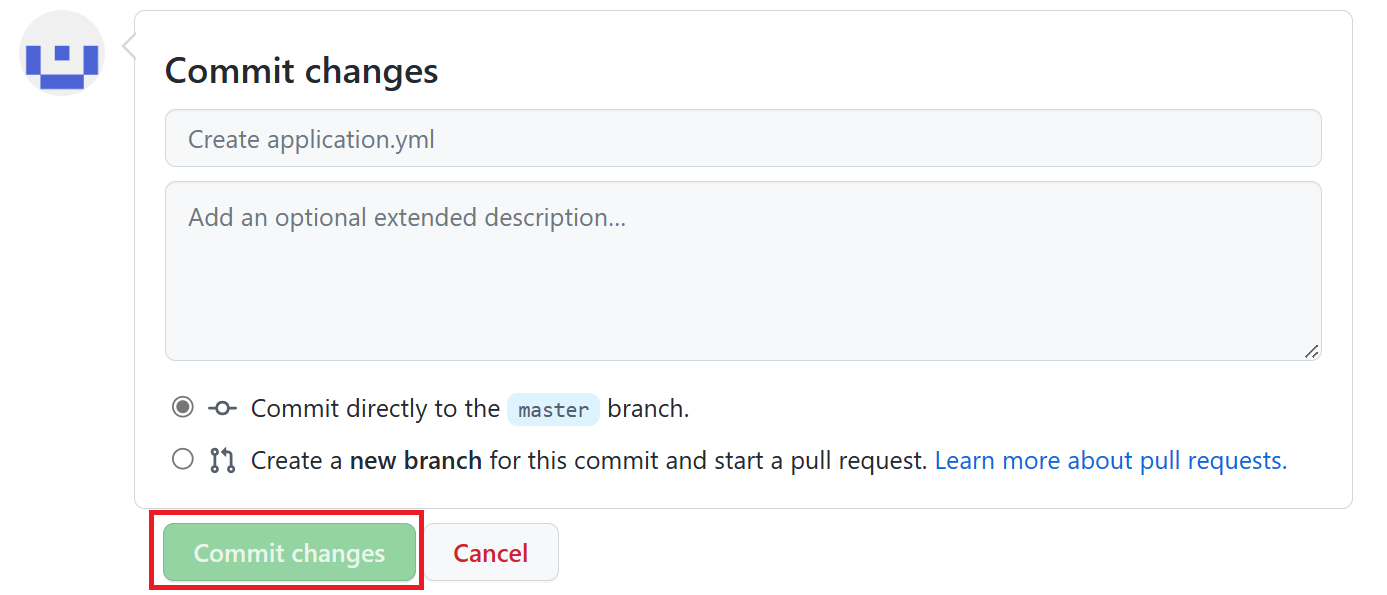 Commit changes
Create application.yml
Add an optional extended description...
Commit directly to the master branch.
Create a new branch for this commit and start a pull request. Learn more about pull requests.
Commit changes Cancel